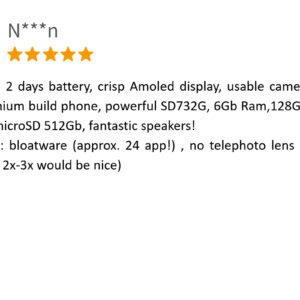 N***n
2 days battery, crisp Amoled display, usable came
nium build phone, powerful SD732G, 6Gb Ram,128G
microSD 512Gb, fantastic speakers!
: bloatware (approx. 24 app!) , no telephoto lens
2x-3x would be nice)